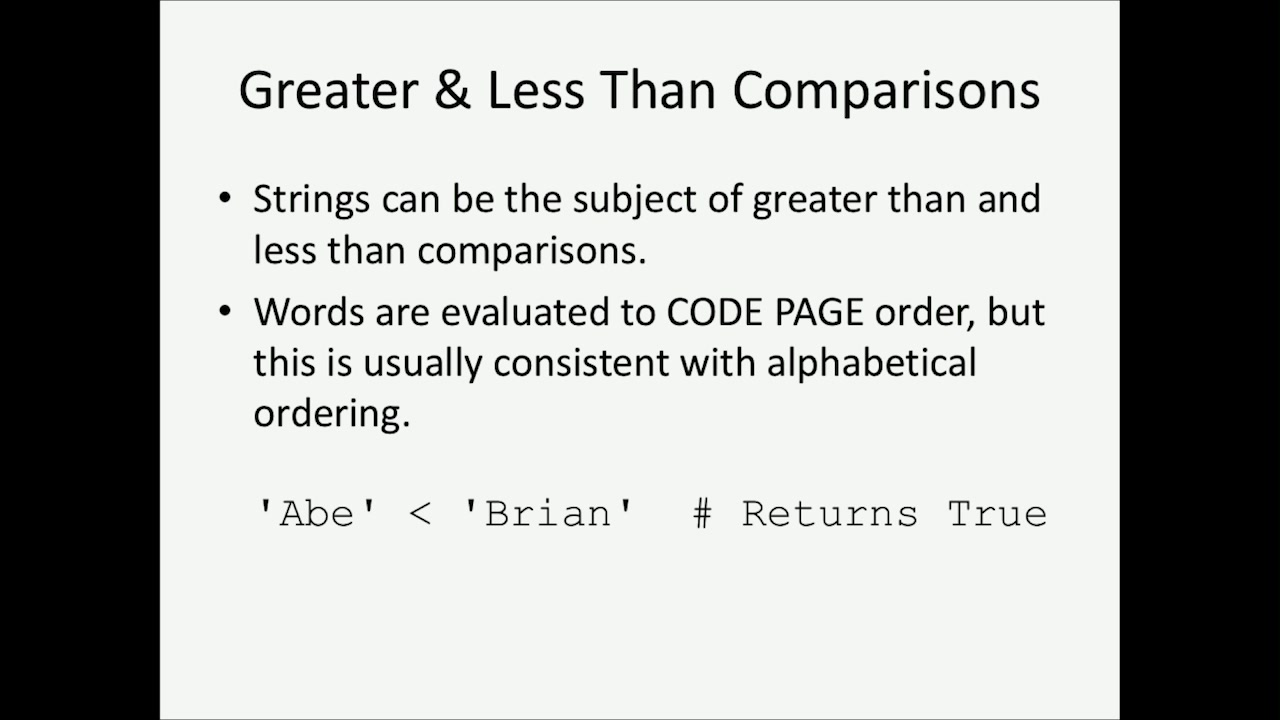 Greater & Less Than Comparisons
• Strings can be the subject of greater than and
less than comparisons.
• Words are evaluated to CODE PAGE order, but
this is usually consistent with alphabetical
ordering.
'Abe' < 'Brian'  # Returns True